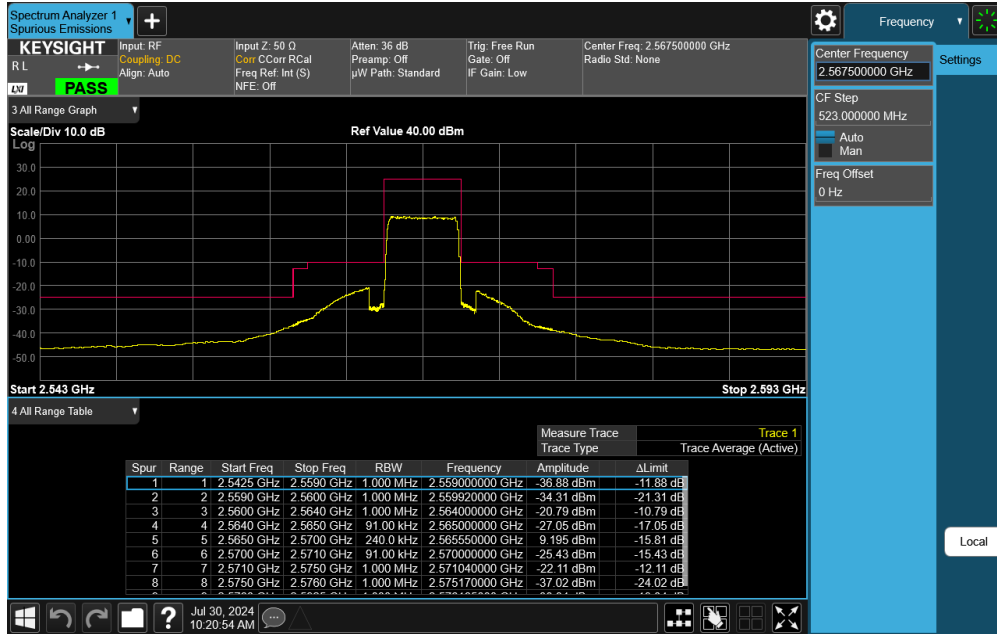 Spectrum Analyzer 1
Spurious Emissions
Frequency
KEYSIGHT
R L
LXI
PASS
Input: RF
Coupling: DC
Align: Auto
Input Z: 50 Ω
Corr CCorr RCal
Freq Ref: Int (S)
NFE: Off
Atten: 36 dB
Preamp: Off
µW Path: Standard
Trig: Free Run
Gate: Off
IF Gain: Low
Center Freq: 2.567500000 GHz
Radio Std: None
Center Frequency
2.567500000 GHz
Settings
CF Step
523.000000 MHz
Auto
Man
Freq Offset
0 Hz
Local
3 All Range Graph
Scale/Div 10.0 dB
Ref Value 40.00 dBm
Log
30.0
20.0
10.0
0.00
-10.0
-20.0
-30.0
-40.0
-50.0
Start 2.543 GHz
Stop 2.593 GHz
4 All Range Table
Measure Trace Trace 1
Trace Type Trace Average (Active)
Spur Range Start Freq Stop Freq RBW Frequency Amplitude ΔLimit
1 1 2.5425 GHz 2.5590 GHz 1.000 MHz 2.559000000 GHz -36.88 dBm -11.88 dB
2 2 2.5590 GHz 2.5600 GHz 1.000 MHz 2.559920000 GHz -34.31 dBm -21.31 dB
3 3 2.5600 GHz 2.5640 GHz 1.000 MHz 2.564000000 GHz -20.79 dBm -10.79 dB
4 4 2.5640 GHz 2.5650 GHz 91.00 kHz 2.565000000 GHz -27.05 dBm -17.05 dB
5 5 2.5650 GHz 2.5700 GHz 240.0 kHz 2.565550000 GHz 9.195 dBm -15.81 dB
6 6 2.5700 GHz 2.5710 GHz 91.00 kHz 2.570000000 GHz -25.43 dBm -15.43 dB
7 7 2.5710 GHz 2.5750 GHz 1.000 MHz 2.571040000 GHz -22.11 dBm -12.11 dB
8 8 2.5750 GHz 2.5760 GHz 1.000 MHz 2.575170000 GHz -37.02 dBm -24.02 dB
?
Jul 30, 2024
10:20:54 AM